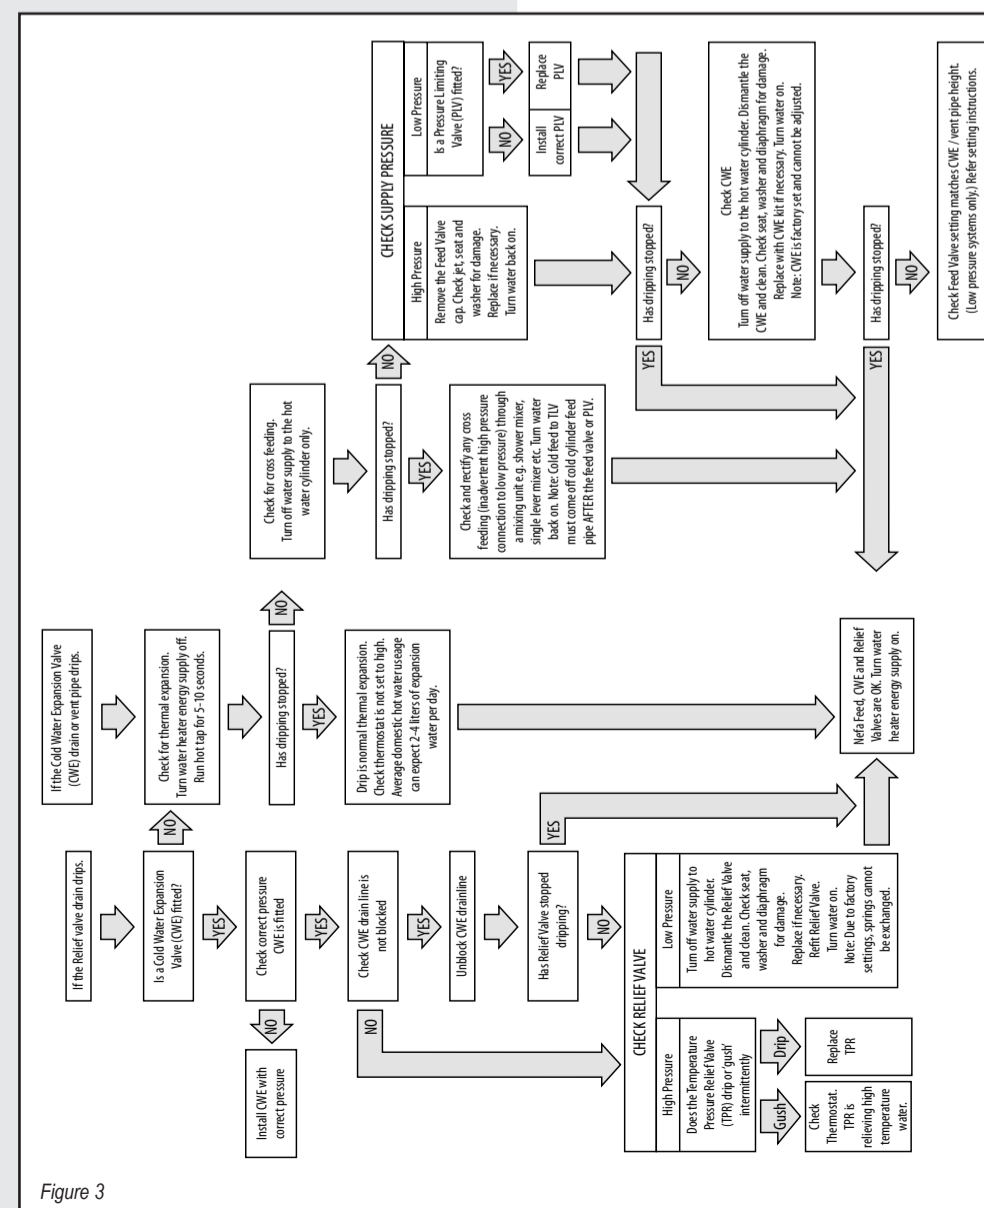 If the Relief valve drain drips.
Is a Cold Water Expansion
Valve (CWE) fitted?
NO
YES
Check correct pressure
CWE is fitted
NO
Install CWE with
correct pressure
YES
Check CWE drain line is
not blocked
NO
YES
Unblock CWE drainline
Has Relief Valve stopped
dripping?
YES
NO
CHECK RELIEF VALVE
High Pressure
Does the Temperature
Pressure Relief Valve
(TPR) drip or 'gush'
intermittently
Gush
Drip
Check
Thermostat.
TPR is
relieving high
temperature
water.
Replace
TPR
Low Pressure
Turn off water supply to
hot water cylinder.
Dismantle the Relief Valve
and clean. Check seat,
washer and diaphragm
for damage.
Replace if necessary.
Refit Relief Valve.
Turn water on.
Note: Due to factory
settings, springs cannot
be exchanged.
If the Cold Water Expansion Valve
(CWE) drain or vent pipe drips.
Check for thermal expansion.
Turn water heater energy supply off.
Run hot tap for 5-10 seconds.
Has dripping stopped?
NO
YES
Drip is normal thermal expansion.
Check thermostat is not set to high.
Average domestic hot water useage
can expect 2-4 liters of expansion
water per day.
Nefa Feed, CWE and Relief
Valves are OK. Turn water
heater energy supply on.
Check for cross feeding.
Turn off water supply to the hot
water cylinder only.
Has dripping stopped?
NO
YES
Check and rectify any cross
feeding (inadvertent high pressure
connection to low pressure) through
a mixing unit e.g. shower mixer,
single lever mixer etc. Turn water
back on. Note: Cold feed to TLV
must come off cold cylinder feed
pipe AFTER the feed valve or PLV.
CHECK SUPPLY PRESSURE
High Pressure
Remove the Feed Valve
cap. Check jet, seat and
washer for damage.
Replace if necessary.
Turn water back on.
Low Pressure
Is a Pressure Limiting
Valve (PLV) fitted?
NO
YES
Install
correct PLV
Replace
PLV
Has dripping stopped?
YES
NO
Check CWE
Turn off water supply to the hot water cylinder. Dismantle the
CWE and clean. Check seat, washer and diaphragm for damage.
Replace with CWE kit if necessary. Turn water on.
Note: CWE is factory set and cannot be adjusted.
Has dripping stopped?
YES
NO
Check Feed Valve setting matches CWE / vent pipe height.
(Low pressure systems only.) Refer setting instructions.
Figure 3